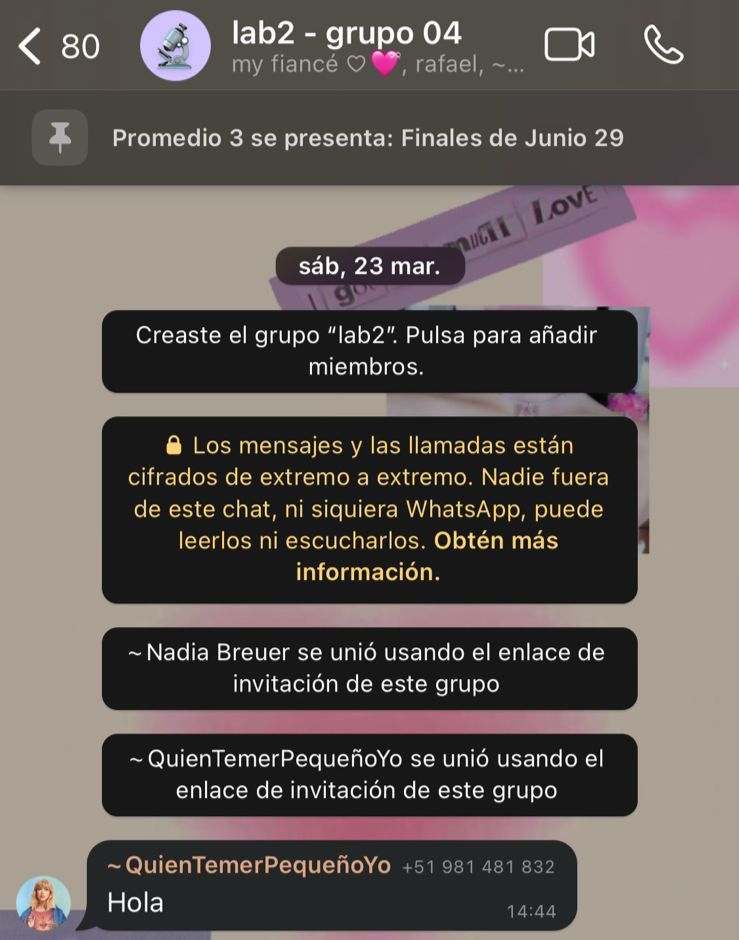 80
lab2 - grupo 04
my fiancé ♡💘, rafael, ~...
Promedio 3 se presenta: Finales de Junio 29
MUCH LOVE
sáb, 23 mar.
I got
Creaste el grupo “lab2”. Pulsa para añadir
miembros.
🔒 Los mensajes y las llamadas están
cifrados de extremo a extremo. Nadie fuera
de este chat, ni siquiera WhatsApp, puede
leerlos ni escucharlos. Obtén más
información.
~ Nadia Breuer se unió usando el enlace de
invitación de este grupo
~ QuienTemerPequeñoYo se unió usando el
enlace de invitación de este grupo
~ QuienTemerPequeñoYo +51 981 481 832
Hola
14:44